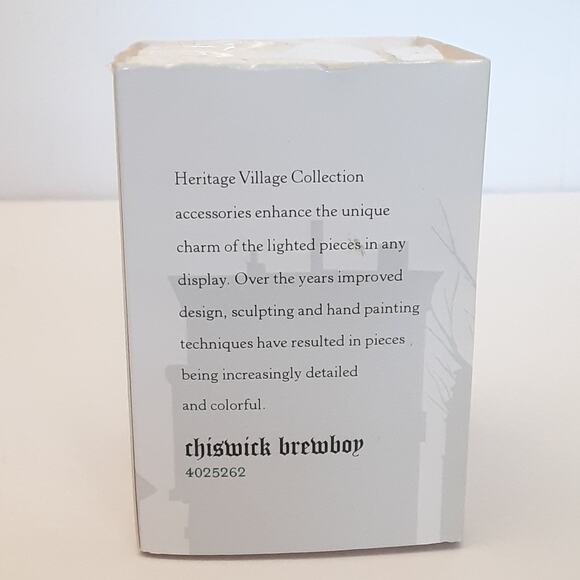 Heritage Village Collection
accessories enhance the unique
charm of the lighted pieces in any
display. Over the years improved
design, sculpting and hand painting
techniques have resulted in pieces
being increasingly detailed
and colorful.
chiswick brewboy
4025262